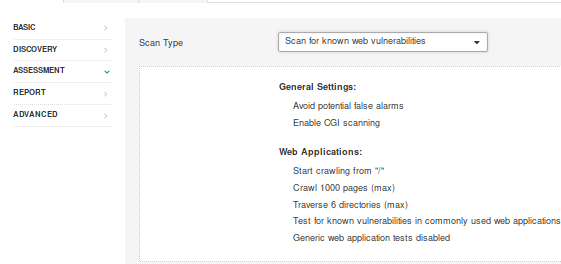 BASIC
DISCOVERY
ASSESSMENT
REPORT
ADVANCED
Scan Type
Scan for known web vulnerabilities
General Settings:
Avoid potential false alarms
Enable CGI scanning
Web Applications:
Start crawling from "/"
Crawl 1000 pages (max)
Traverse 6 directories (max)
Test for known vulnerabilities in commonly used web applications
Generic web application tests disabled